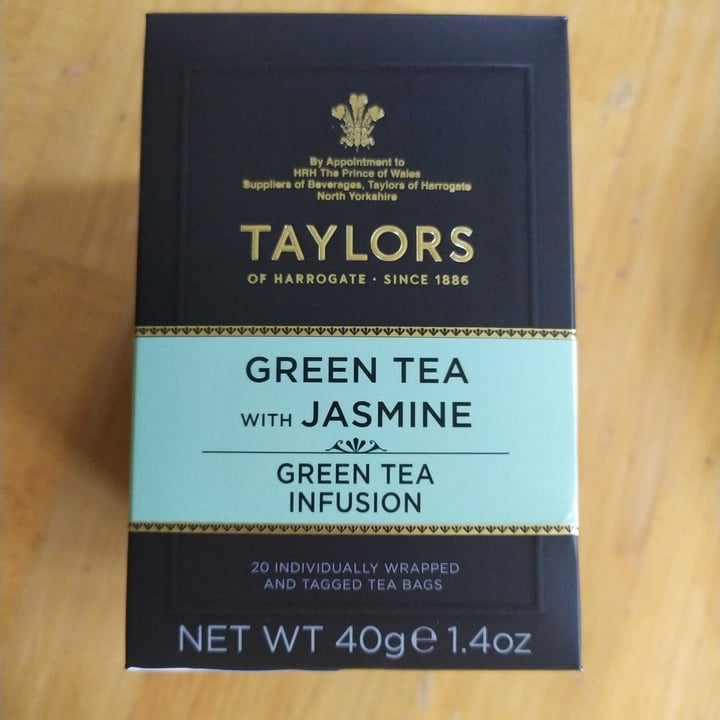 By Appointment to
HRH The Prince of Wales
Suppliers of Beverages, Taylors of Harrogate
North Yorkshire
TAYLORS
OF HARROGATE · SINCE 1886
GREEN TEA
WITH JASMINE
GREEN TEA
INFUSION
20 INDIVIDUALLY WRAPPED
AND TAGGED TEA BAGS
NET WT 40g℮ 1.4oz